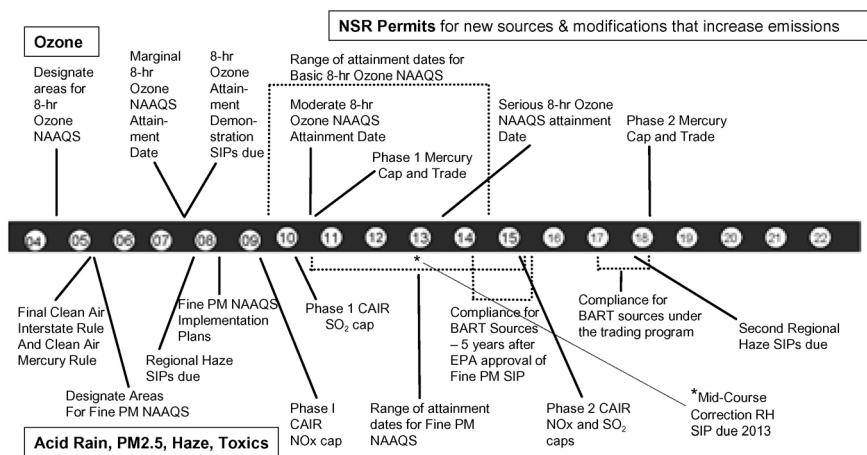 NSR Permits for new sources & modifications that increase emissions
Ozone
Designate
areas for
8-hr
Ozone
NAAQS
Marginal
8-hr
Ozone
NAAQS
Attain-
ment
Date
8-hr
Ozone
Attain-
ment
Demon-
stration
SIPs due
Range of attainment dates for
Basic 8-hr Ozone NAAQS
Moderate 8-hr
Ozone NAAQS
Attainment Date
Phase 1 Mercury
Cap and Trade
Serious 8-hr Ozone
NAAQS attainment
Date
Phase 2 Mercury
Cap and Trade
04 05 06 07 08 09 10 11 12 13 14 15 16 17 18 19 20 21 22
Final Clean Air
Interstate Rule
And Clean Air
Mercury Rule
Designate Areas
For Fine PM NAAQS
Regional Haze
SIPs due
Fine PM NAAQS
Implementation
Plans
Phase I
CAIR
NOx cap
Phase 1 CAIR
SO₂ cap
*
Range of attainment
dates for Fine PM
NAAQS
Compliance for
BART Sources
– 5 years after
EPA approval of
Fine PM SIP
Phase 2 CAIR
NOx and SO₂
caps
Compliance for
BART sources under
the trading program
Second Regional
Haze SIPs due
*Mid-Course
Correction RH
SIP due 2013
Acid Rain, PM2.5, Haze, Toxics